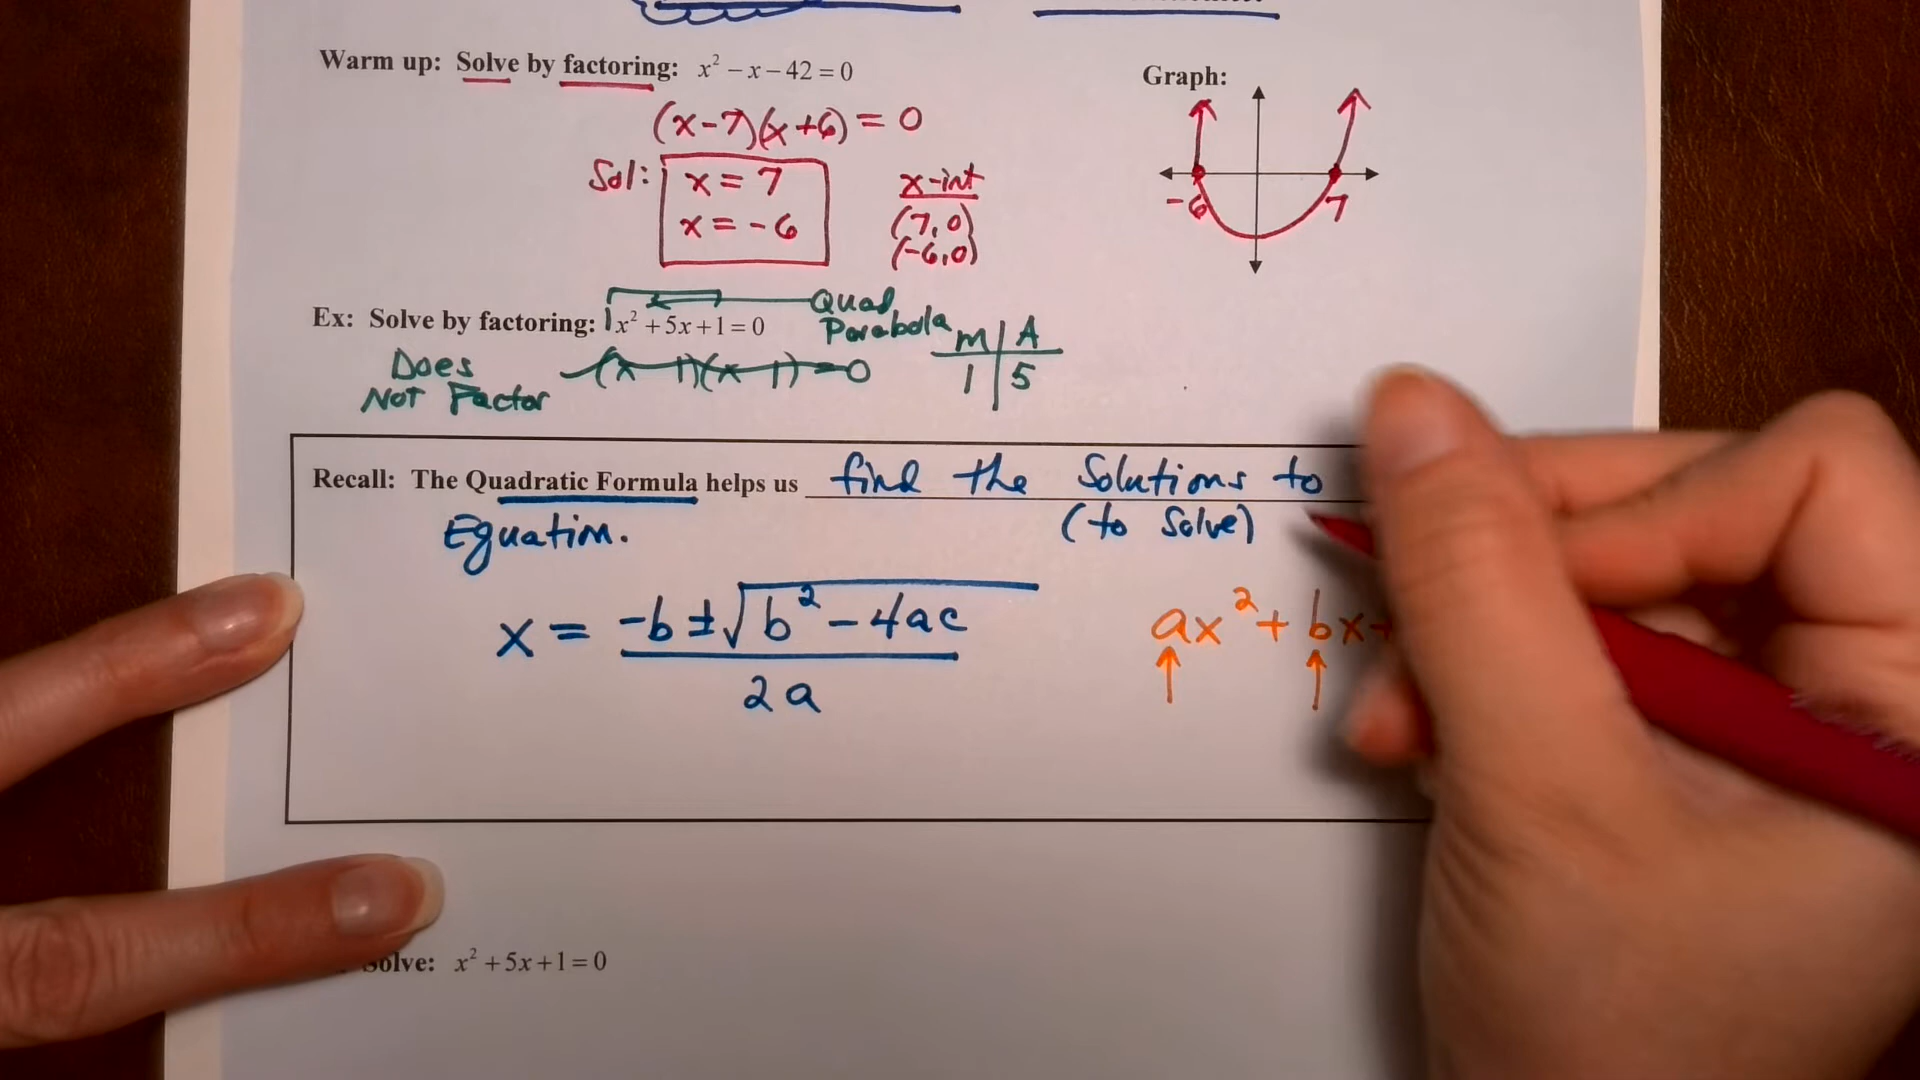 Warm up: Solve by factoring: x² − x − 42 = 0
(x-7)(x+6) = 0
Sol: x = 7
x = -6
x-int
(7,0)
(-6,0)
Graph:
-6 7
Ex: Solve by factoring: 1x² + 5x + 1 = 0
Quad
Parabola
M | A
1 | 5
Does
Not Factor
(x 1)(x 1) = 0
Recall: The Quadratic Formula helps us find the Solutions to
Equation.
(to Solve)
x = -b ± √b² - 4ac
2a
ax² + bx +
Solve: x² + 5x + 1 = 0